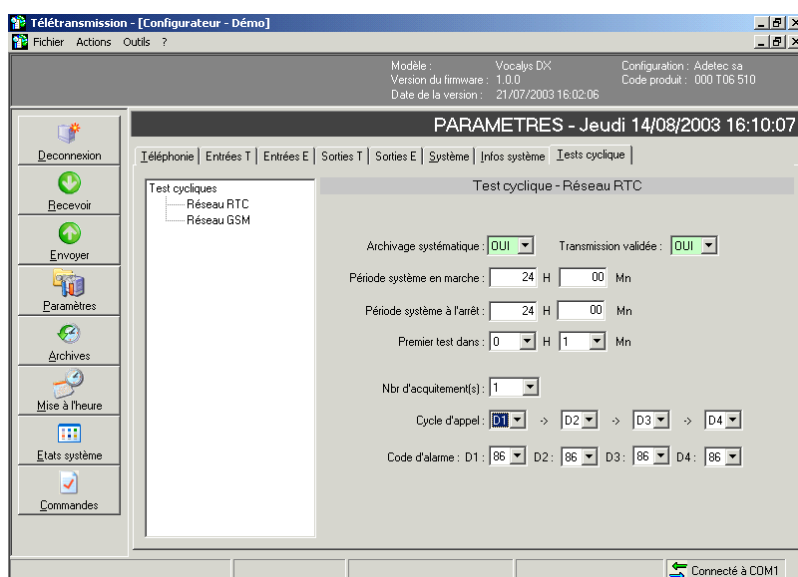 Télétransmission - [Configurateur - Démo]
Fichier Actions Outils ?
Modèle : Vocalys DX Configuration : Adetec sa
Version du firmware : 1.0.0 Code produit : 000 T06 510
Date de la version : 21/07/2003 16:02:06
PARAMETRES - Jeudi 14/08/2003 16:10:07
Deconnexion
Recevoir
Envoyer
Paramètres
Archives
Mise à l'heure
Etats système
Commandes
Téléphonie Entrées T Entrées E Sorties T Sorties E Système Infos système Tests cyclique
Test cycliques
Réseau RTC
Réseau GSM
Test cyclique - Réseau RTC
Archivage systématique : OUI Transmission validée : OUI
Période système en marche : 24 H 00 Mn
Période système à l'arrêt : 24 H 00 Mn
Premier test dans : 0 H 1 Mn
Nbr d'acquitement(s) : 1
Cycle d'appel : D1 -> D2 -> D3 -> D4
Code d'alarme : D1 : 86 D2 : 86 D3 : 86 D4 : 86
Connecté à COM1